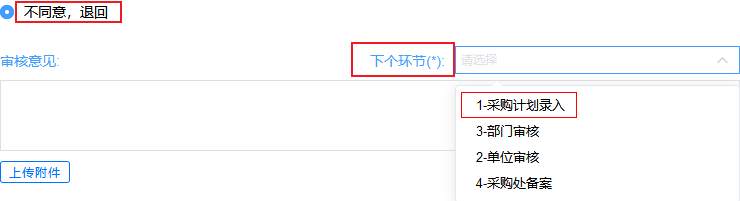 不同意，退回
审核意见: 下个环节(*): 请选择
1-采购计划录入
3-部门审核
2-单位审核
上传附件
4-采购处备案